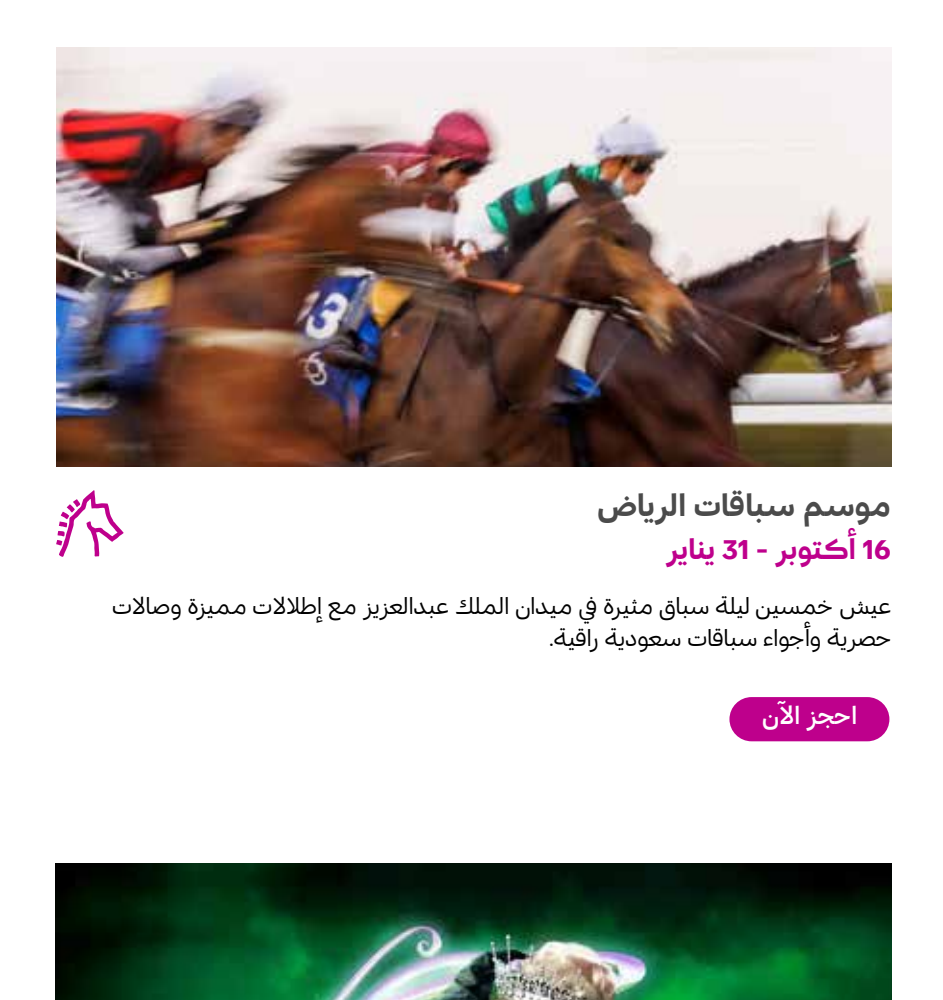 3
موسم سباقات الرياض
16 أكتوبر - 31 يناير
عيش خمسين ليلة سباق مثيرة في ميدان الملك عبدالعزيز مع إطلالات مميزة وصالات
حصرية وأجواء سباقات سعودية راقية.
احجز الآن